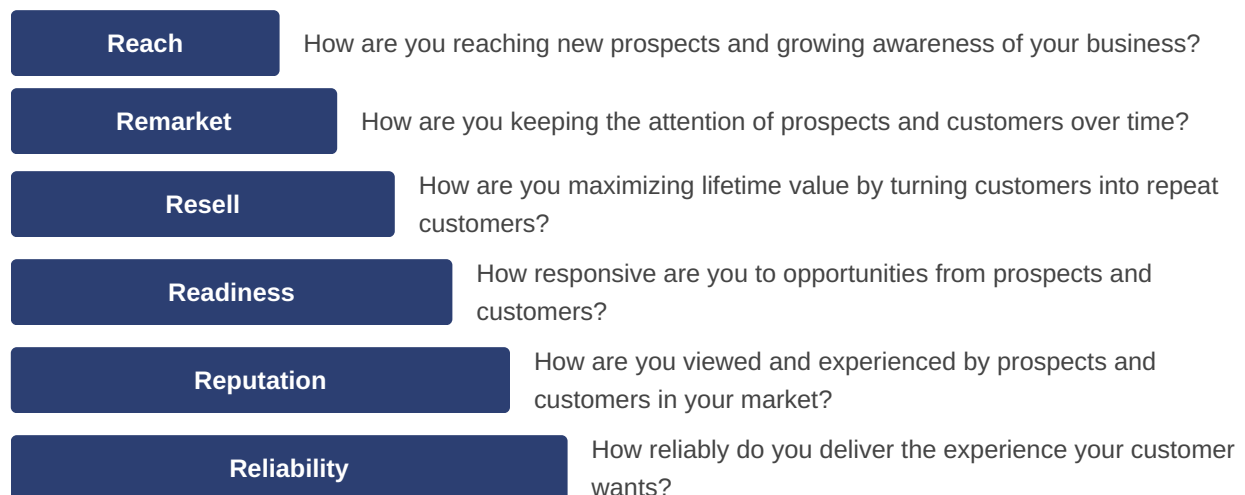 Reach
How are you reaching new prospects and growing awareness of your business?
Remarket
How are you keeping the attention of prospects and customers over time?
Resell
How are you maximizing lifetime value by turning customers into repeat
customers?
Readiness
How responsive are you to opportunities from prospects and
customers?
Reputation
How are you viewed and experienced by prospects and
customers in your market?
Reliability
How reliably do you deliver the experience your customer
wants?